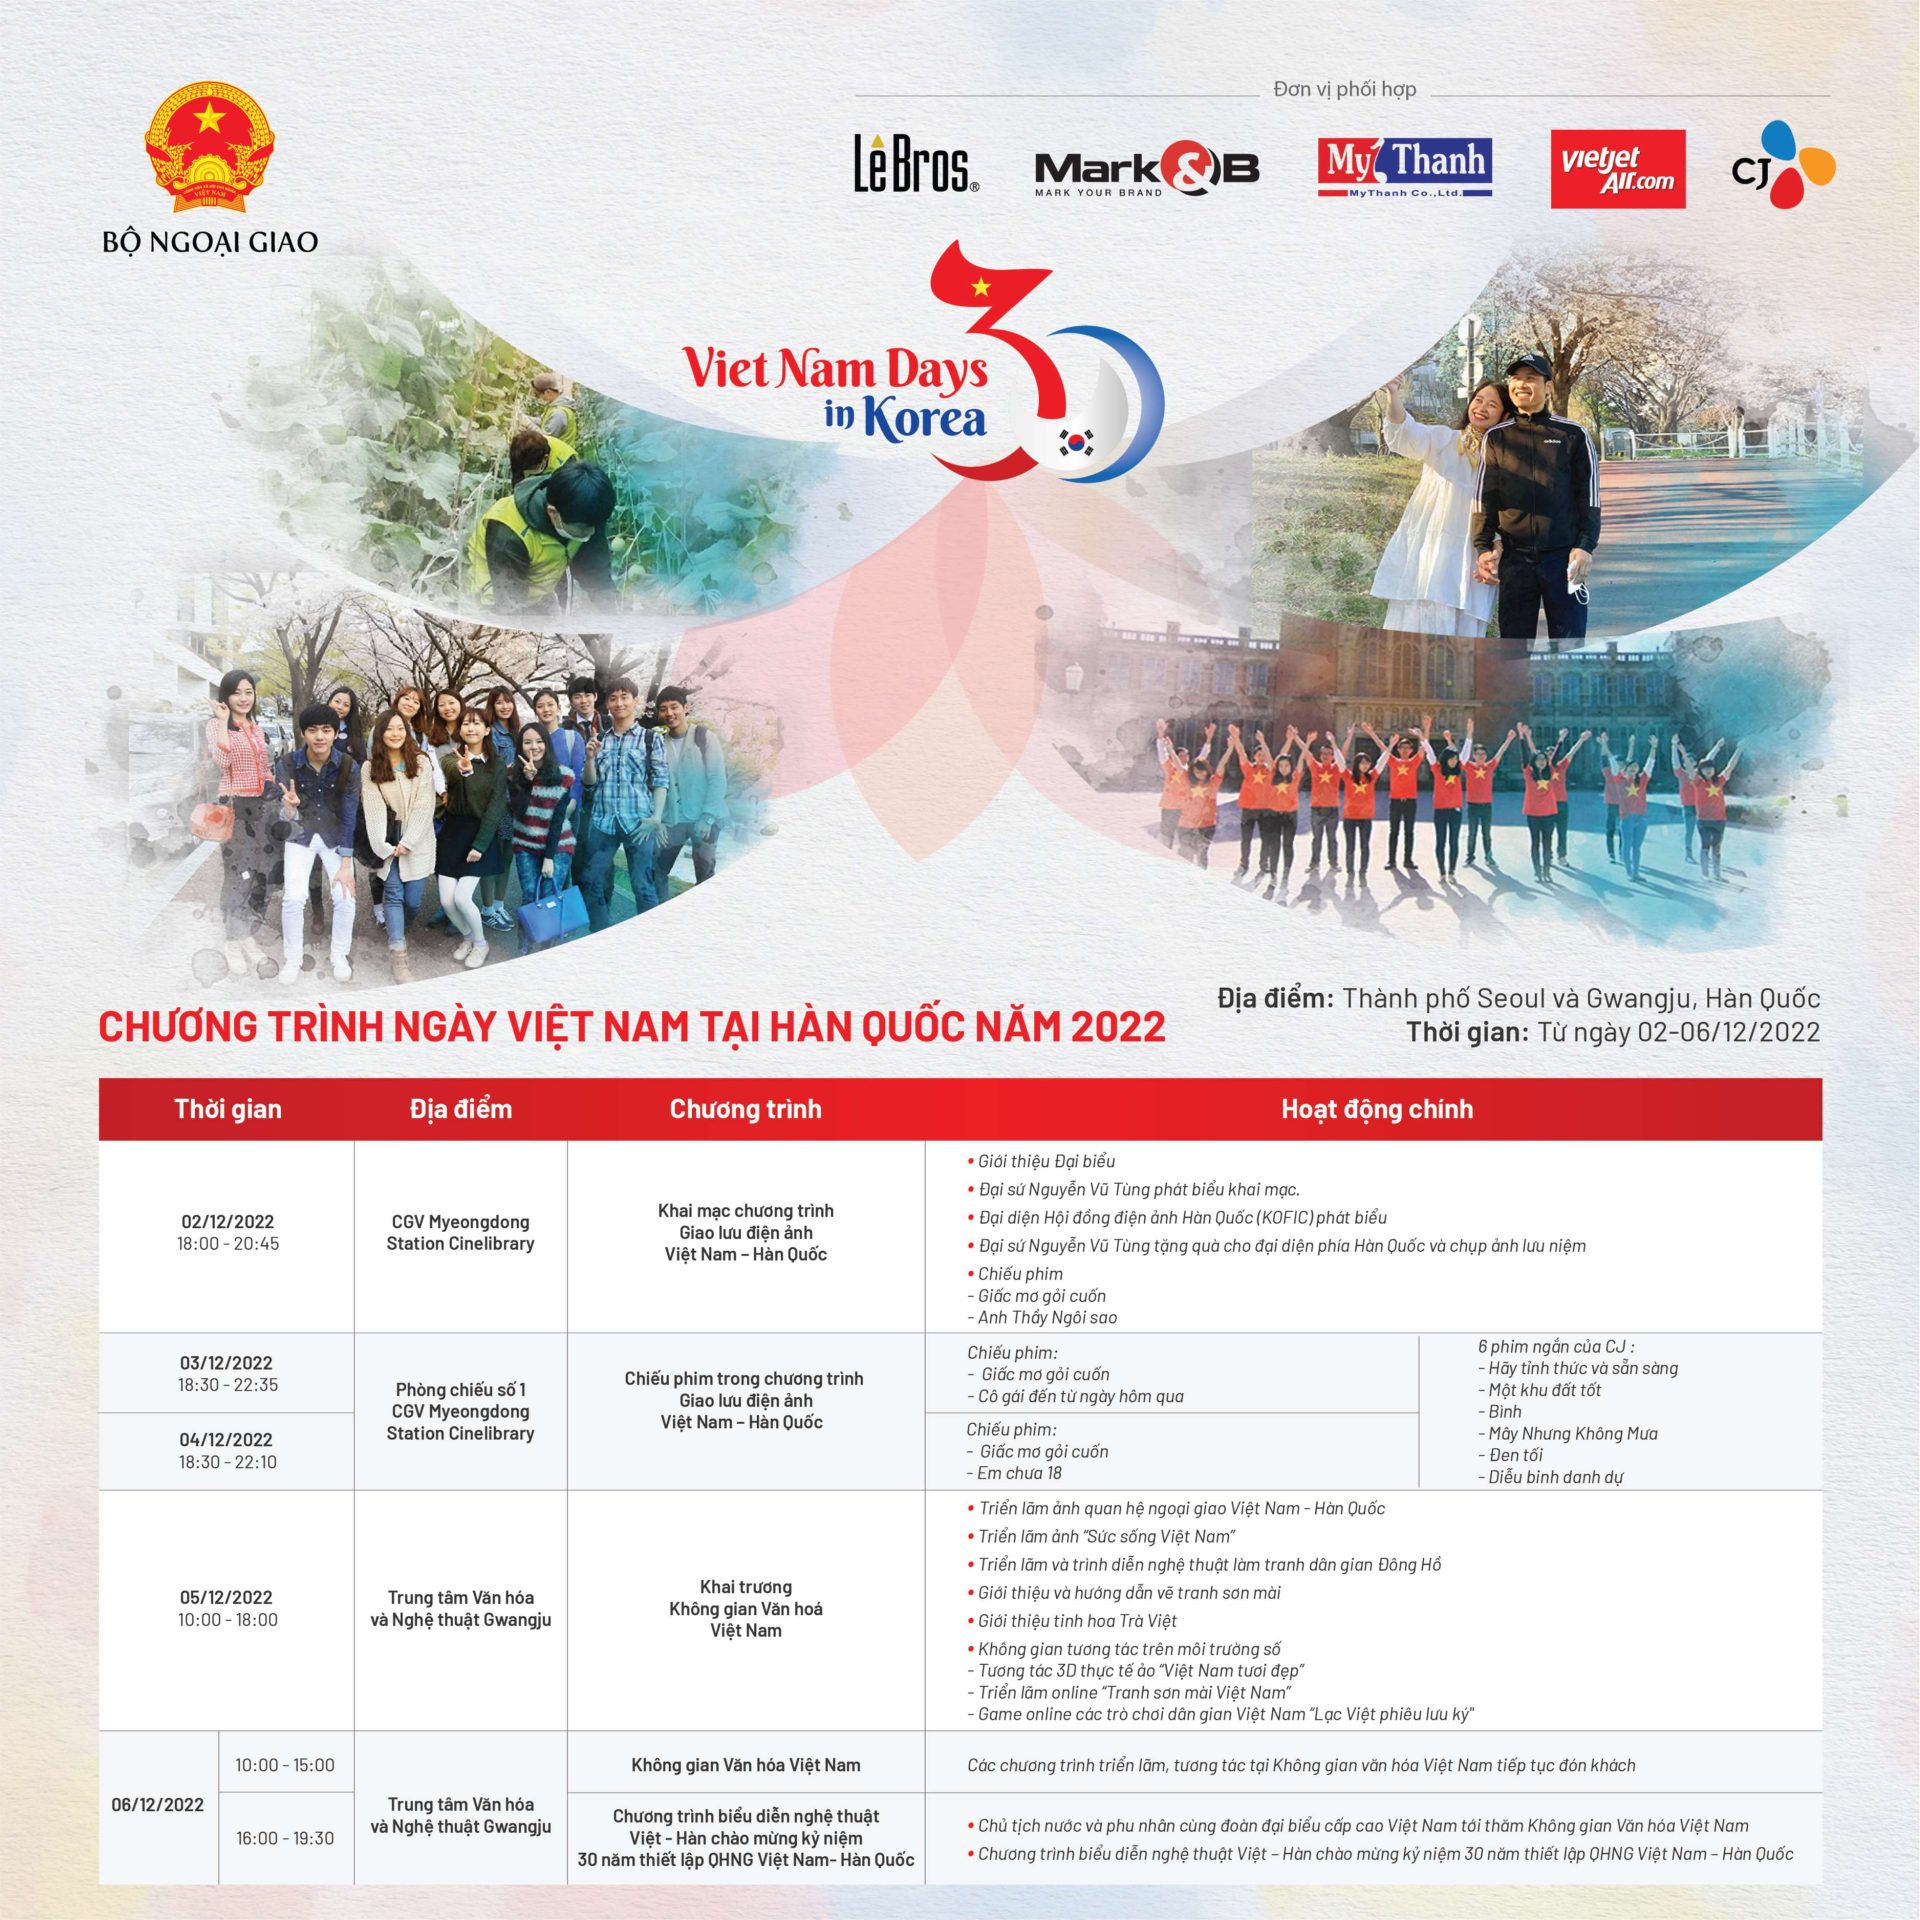 CỘNG HÒA XÃ HỘI CHỦ NGHĨA
VIỆT NAM
BỘ NGOẠI GIAO
Đơn vị phối hợp
LêBros®
Mark&B
MARK YOUR BRAND
My Thanh
MyThanh Co.,Ltd.
vietjet
Air.com
CJ
30
Viet Nam Days
in Korea
CHƯƠNG TRÌNH NGÀY VIỆT NAM TẠI HÀN QUỐC NĂM 2022
Địa điểm: Thành phố Seoul và Gwangju, Hàn Quốc
Thời gian: Từ ngày 02-06/12/2022
Thời gian
Địa điểm
Chương trình
Hoạt động chính
02/12/2022
18:00 - 20:45
CGV Myeongdong
Station Cinelibrary
Khai mạc chương trình
Giao lưu điện ảnh
Việt Nam – Hàn Quốc
• Giới thiệu Đại biểu
• Đại sứ Nguyễn Vũ Tùng phát biểu khai mạc.
• Đại diện Hội đồng điện ảnh Hàn Quốc (KOFIC) phát biểu
• Đại sứ Nguyễn Vũ Tùng tặng quà cho đại diện phía Hàn Quốc và chụp ảnh lưu niệm
• Chiếu phim
- Giấc mơ gỏi cuốn
- Anh Thầy Ngôi sao
03/12/2022
18:30 - 22:35
04/12/2022
18:30 - 22:10
Phòng chiếu số 1
CGV Myeongdong
Station Cinelibrary
Chiếu phim trong chương trình
Giao lưu điện ảnh
Việt Nam – Hàn Quốc
Chiếu phim:
- Giấc mơ gỏi cuốn
- Cô gái đến từ ngày hôm qua
Chiếu phim:
- Giấc mơ gỏi cuốn
- Em chưa 18
6 phim ngắn của CJ :
- Hãy tỉnh thức và sẵn sàng
- Một khu đất tốt
- Bình
- Mây Nhưng Không Mưa
- Đen tối
- Diễu binh danh dự
05/12/2022
10:00 - 18:00
Trung tâm Văn hóa
và Nghệ thuật Gwangju
Khai trương
Không gian Văn hoá
Việt Nam
• Triển lãm ảnh quan hệ ngoại giao Việt Nam - Hàn Quốc
• Triển lãm ảnh “Sức sống Việt Nam”
• Triển lãm và trình diễn nghệ thuật làm tranh dân gian Đông Hồ
• Giới thiệu và hướng dẫn vẽ tranh sơn mài
• Giới thiệu tinh hoa Trà Việt
• Không gian tương tác trên môi trường số
- Tương tác 3D thực tế ảo “Việt Nam tươi đẹp”
- Triển lãm online “Tranh sơn mài Việt Nam”
- Game online các trò chơi dân gian Việt Nam “Lạc Việt phiêu lưu ký"
06/12/2022
10:00 - 15:00
16:00 - 19:30
Trung tâm Văn hóa
và Nghệ thuật Gwangju
Không gian Văn hóa Việt Nam
Các chương trình triển lãm, tương tác tại Không gian văn hóa Việt Nam tiếp tục đón khách
Chương trình biểu diễn nghệ thuật
Việt - Hàn chào mừng kỷ niệm
30 năm thiết lập QHNG Việt Nam- Hàn Quốc
• Chủ tịch nước và phu nhân cùng đoàn đại biểu cấp cao Việt Nam tới thăm Không gian Văn hóa Việt Nam
• Chương trình biểu diễn nghệ thuật Việt – Hàn chào mừng kỷ niệm 30 năm thiết lập QHNG Việt Nam – Hàn Quốc